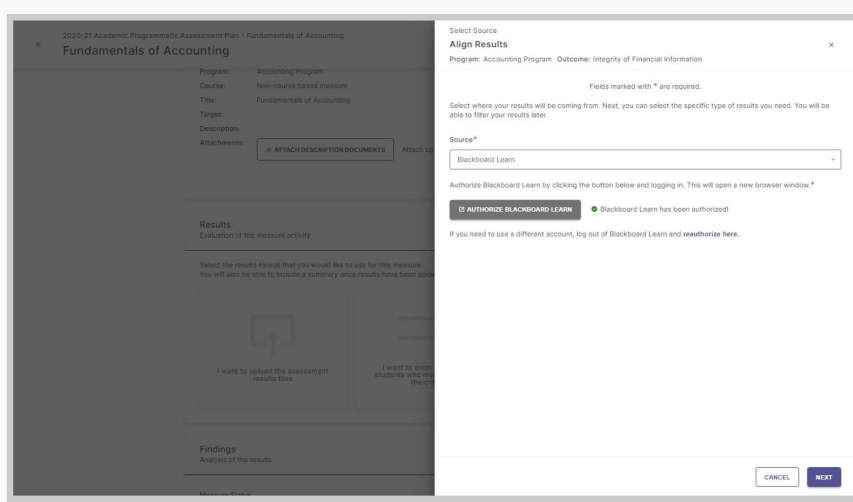 2020-21 Academic Programmatic Assessment Plan > Fundamentals of Accounting
Fundamentals of Accounting
Program: Accounting Program
Course: Non-course based measure
Title: Fundamentals of Accounting
Target:
Description:
Attachments:
ATTACH DESCRIPTION DOCUMENTS Attach up
Results
Evaluation of the measure activity.
Select the results format that you would like to use for this measure.
You will also be able to include a summary once results have been adde
I want to upload the assessment
results files
I want to enter
students who me
the crit
Findings
Analysis of the results
Measure Status
Select Source
Align Results
Program: Accounting Program Outcome: Integrity of Financial Information
Fields marked with * are required.
Select where your results will be coming from. Next, you can select the specific type of results you need. You will be
able to filter your results later.
Source*
Blackboard Learn
Authorize Blackboard Learn by clicking the button below and logging in. This will open a new browser window.*
AUTHORIZE BLACKBOARD LEARN Blackboard Learn has been authorized!
If you need to use a different account, log out of Blackboard Learn and reauthorize here.
CANCEL NEXT